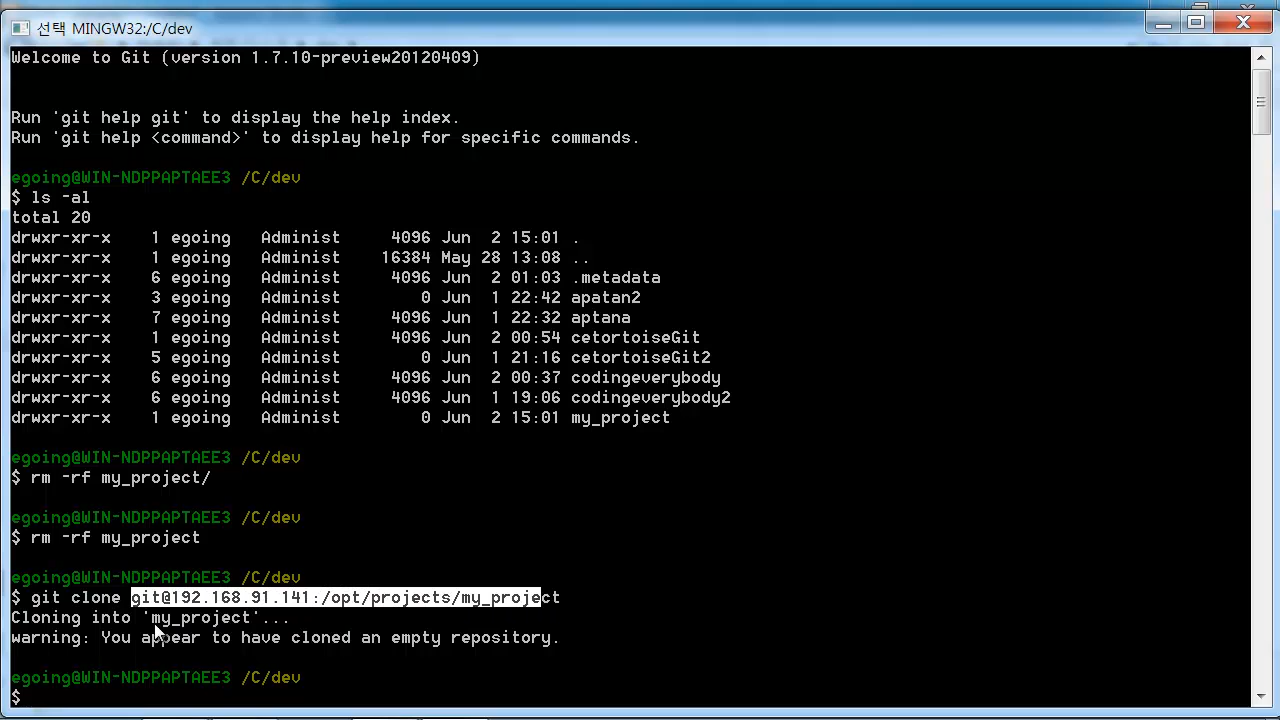 선택 MINGW32:/C/dev
Welcome to Git (version 1.7.10-preview20120409)
Run 'git help git' to display the help index.
Run 'git help <command>' to display help for specific commands.
egoing@WIN-NDPPAPTAEE3 /C/dev
$ ls -al
total 20
drwxr-xr-x    1 egoing   Administ     4096 Jun  2 15:01 .
drwxr-xr-x    1 egoing   Administ    16384 May 28 13:08 ..
drwxr-xr-x    6 egoing   Administ     4096 Jun  2 01:03 .metadata
drwxr-xr-x    3 egoing   Administ        0 Jun  1 22:42 apatan2
drwxr-xr-x    7 egoing   Administ     4096 Jun  1 22:32 aptana
drwxr-xr-x    1 egoing   Administ     4096 Jun  2 00:54 cetortoiseGit
drwxr-xr-x    5 egoing   Administ        0 Jun  1 21:16 cetortoiseGit2
drwxr-xr-x    6 egoing   Administ     4096 Jun  2 00:37 codingeverybody
drwxr-xr-x    6 egoing   Administ     4096 Jun  1 19:06 codingeverybody2
drwxr-xr-x    1 egoing   Administ        0 Jun  2 15:01 my_project
egoing@WIN-NDPPAPTAEE3 /C/dev
$ rm -rf my_project/
egoing@WIN-NDPPAPTAEE3 /C/dev
$ rm -rf my_project
egoing@WIN-NDPPAPTAEE3 /C/dev
$ git clone git@192.168.91.141:/opt/projects/my_project
Cloning into 'my_project'...
warning: You appear to have cloned an empty repository.
egoing@WIN-NDPPAPTAEE3 /C/dev
$